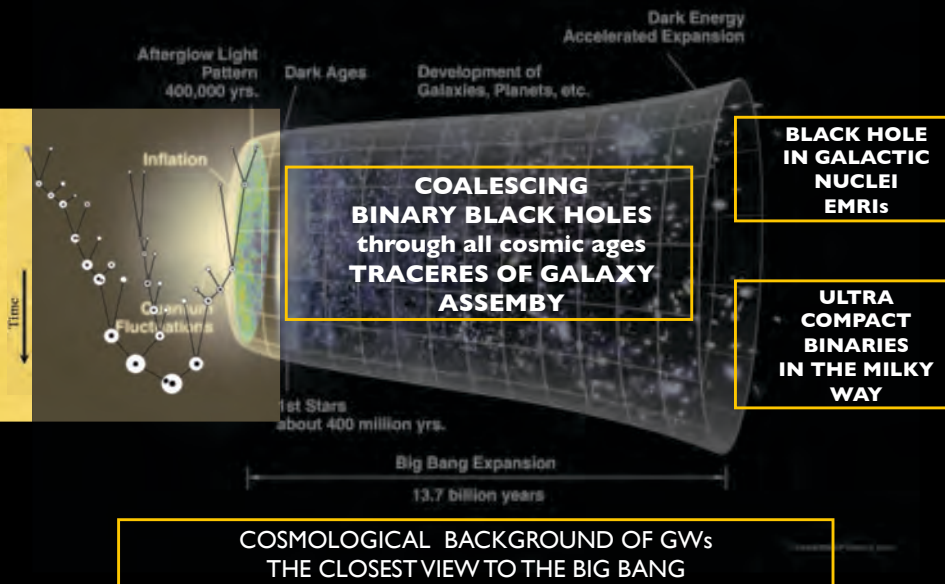 Dark Energy
Accelerated Expansion
Afterglow Light
Pattern
400,000 yrs.
Dark Ages
Development of
Galaxies, Planets, etc.
Inflation
Quantum
Fluctuations
Time
COALESCING
BINARY BLACK HOLES
through all cosmic ages
TRACERES OF GALAXY
ASSEMBY
BLACK HOLE
IN GALACTIC
NUCLEI
EMRIs
ULTRA
COMPACT
BINARIES
IN THE MILKY
WAY
1st Stars
about 400 million yrs.
Big Bang Expansion
13.7 billion years
COSMOLOGICAL BACKGROUND OF GWs
THE CLOSEST VIEW TO THE BIG BANG